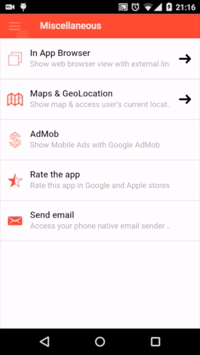 21:16
Miscellaneous
In App Browser
Show web browser view with external lin..
Maps & GeoLocation
Show map & access user's current locat..
AdMob
Show Mobile Ads with Google AdMob
Rate the app
Rate this app in Google and Apple stores
Send email
Access your phone native email sender ..